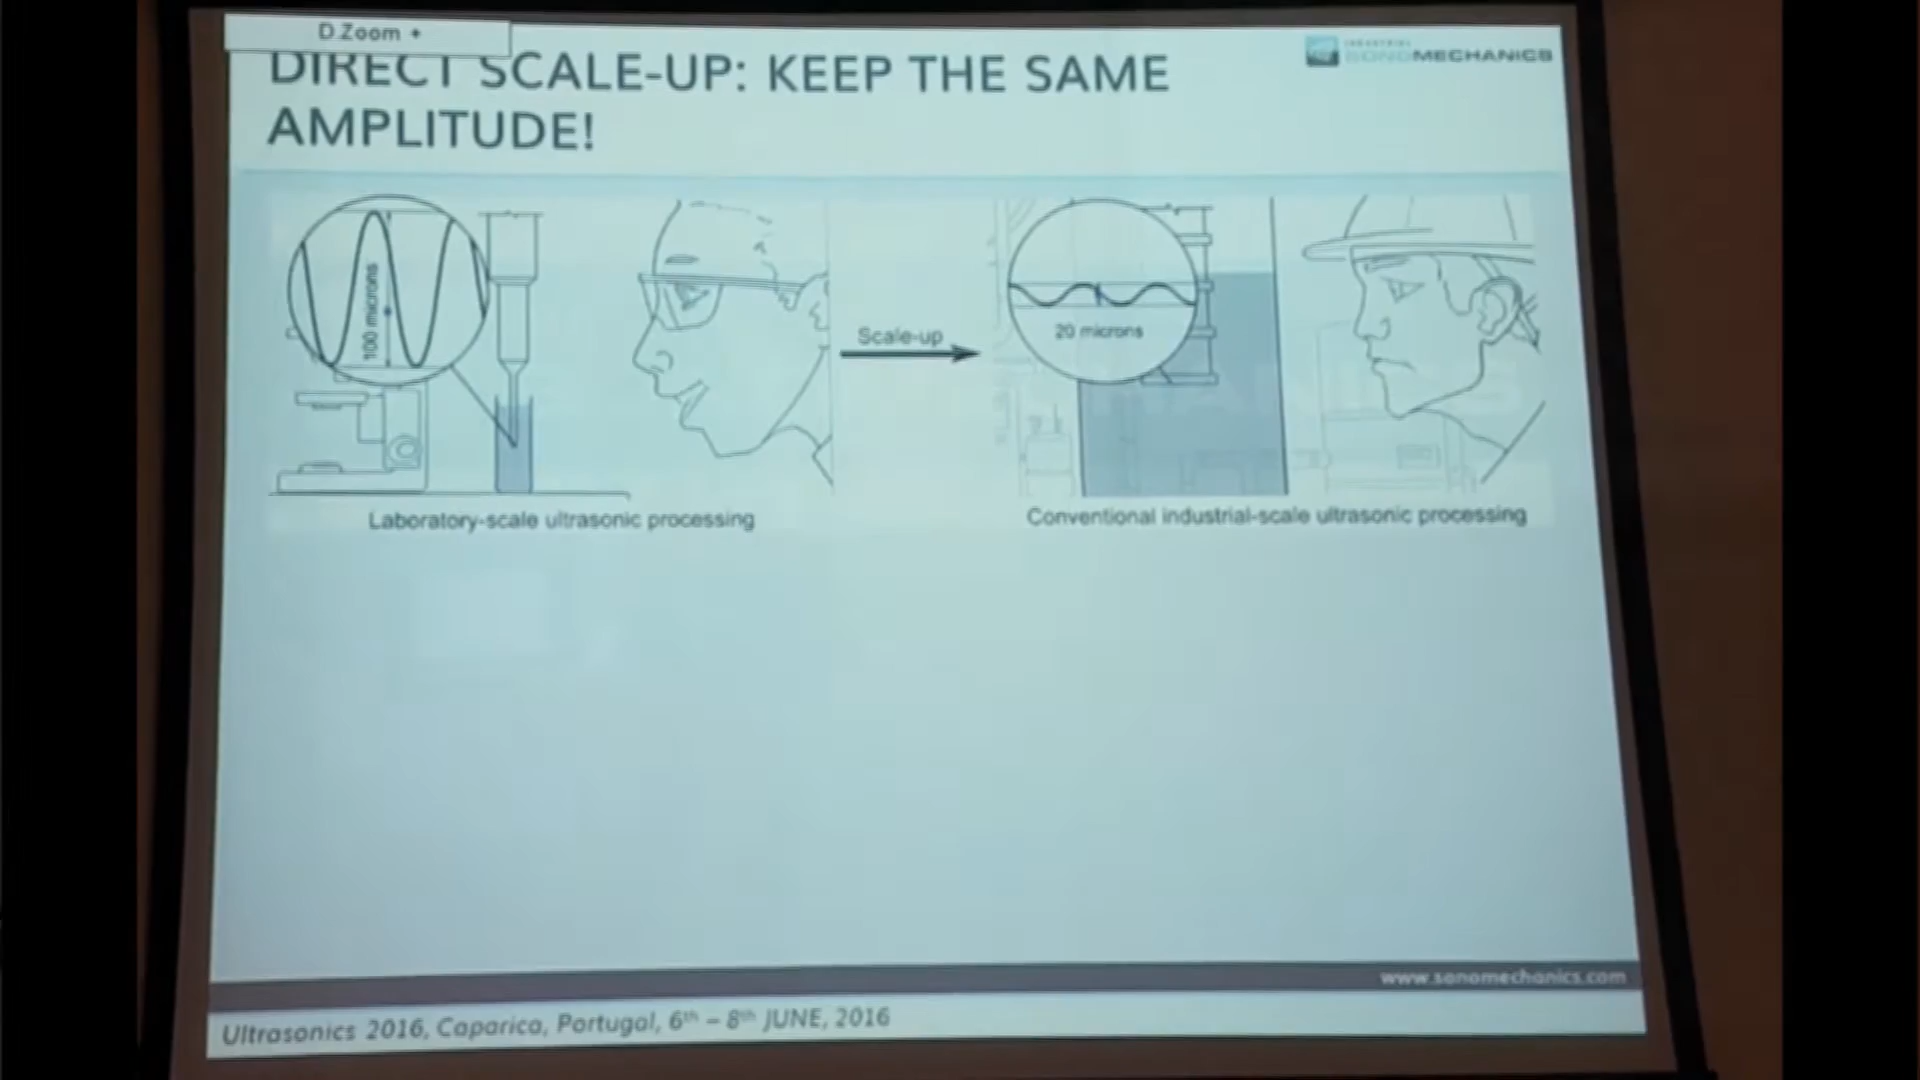 D.Zoom +
DIRECT SCALE-UP: KEEP THE SAME
AMPLITUDE!
INDUSTRIAL
SONOMECHANICS
100 microns
Scale-up
20 microns
Laboratory-scale ultrasonic processing
Conventional industrial-scale ultrasonic processing
www.sonomechanics.com
Ultrasonics 2016, Caparica, Portugal, 6th – 8th JUNE, 2016